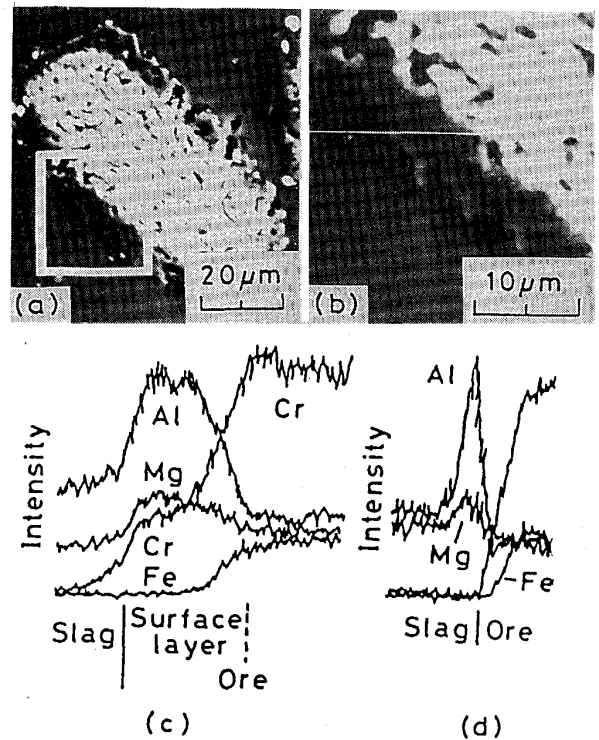 20μm
(a)
10μm
(b)
Intensity
Al
Cr
Mg
Cr
Fe
Slag
Surface
layer
Ore
(c)
Intensity
Al
Mg
Fe
Slag
Ore
(d)